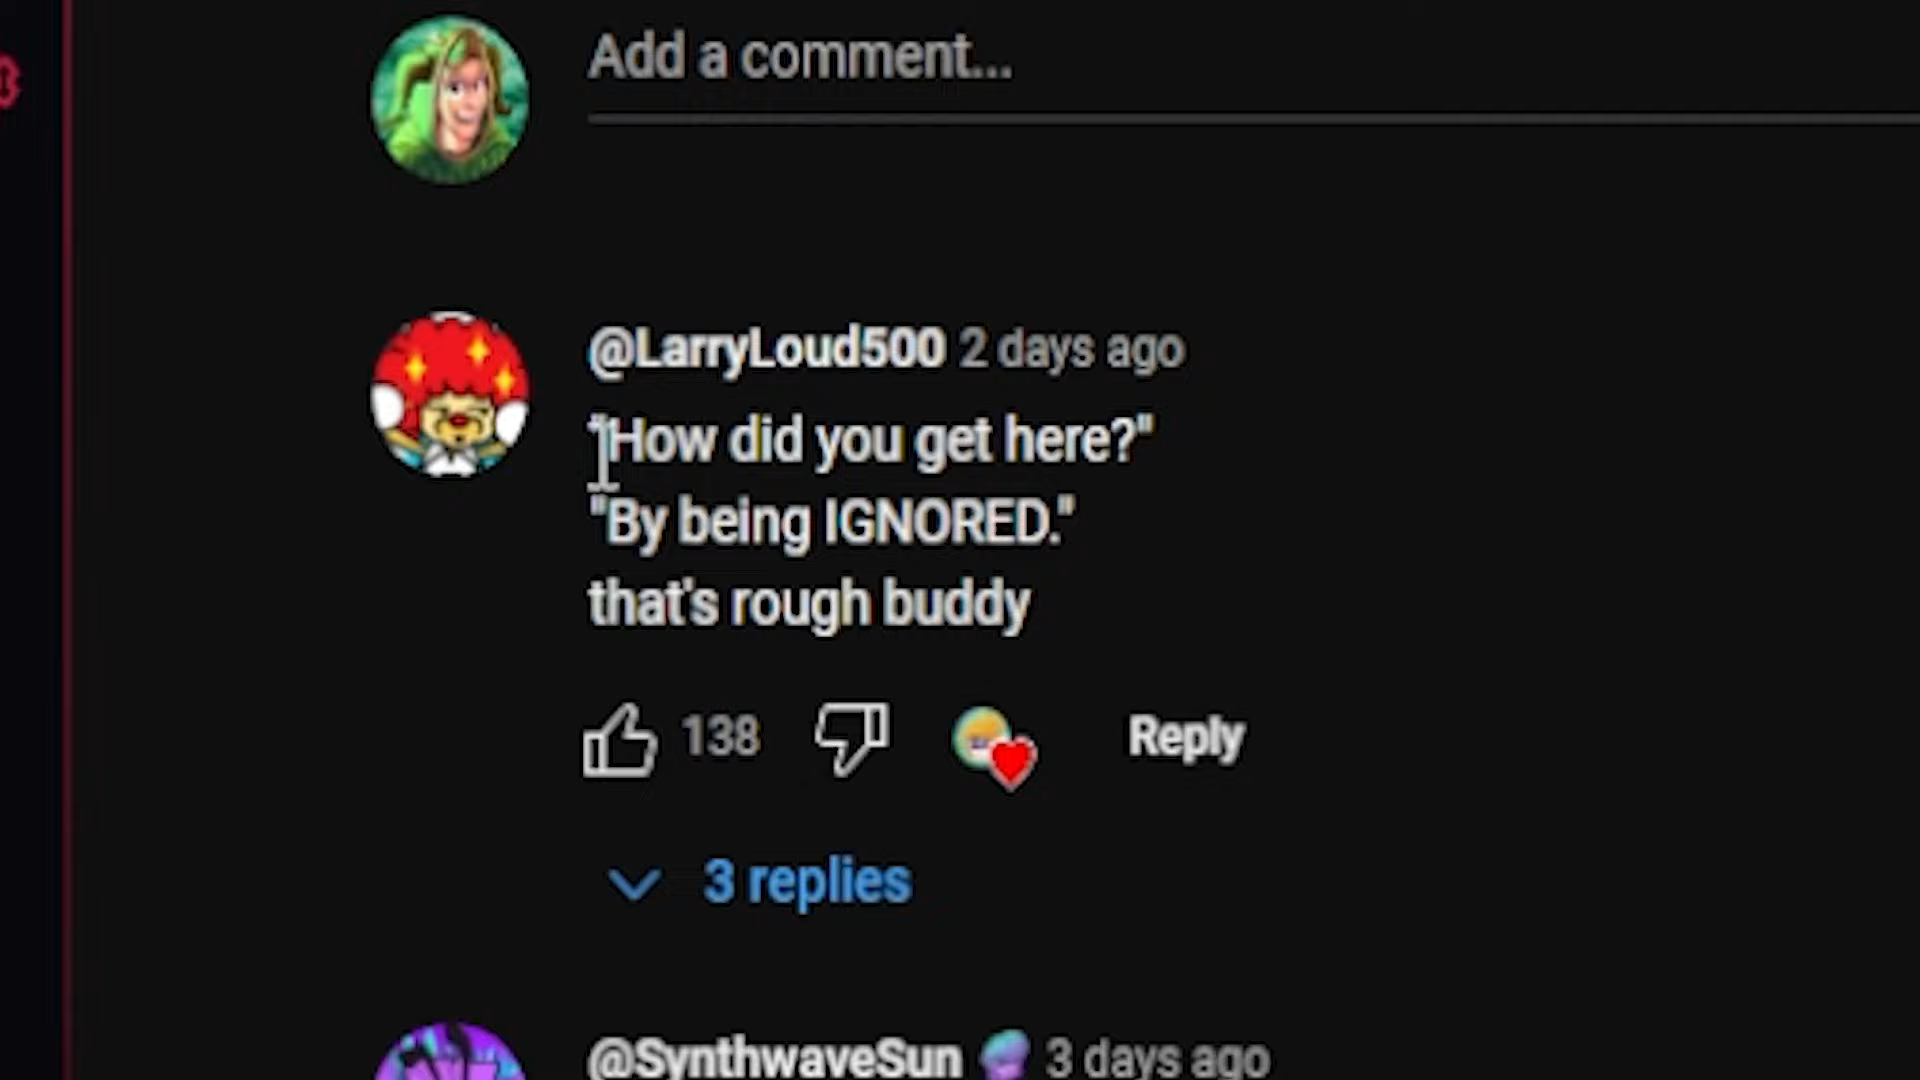 Add a comment...
@LarryLoud500 2 days ago
"How did you get here?"
"By being IGNORED."
that's rough buddy
138 Reply
3 replies
@SynthwaveSun 3 days ago